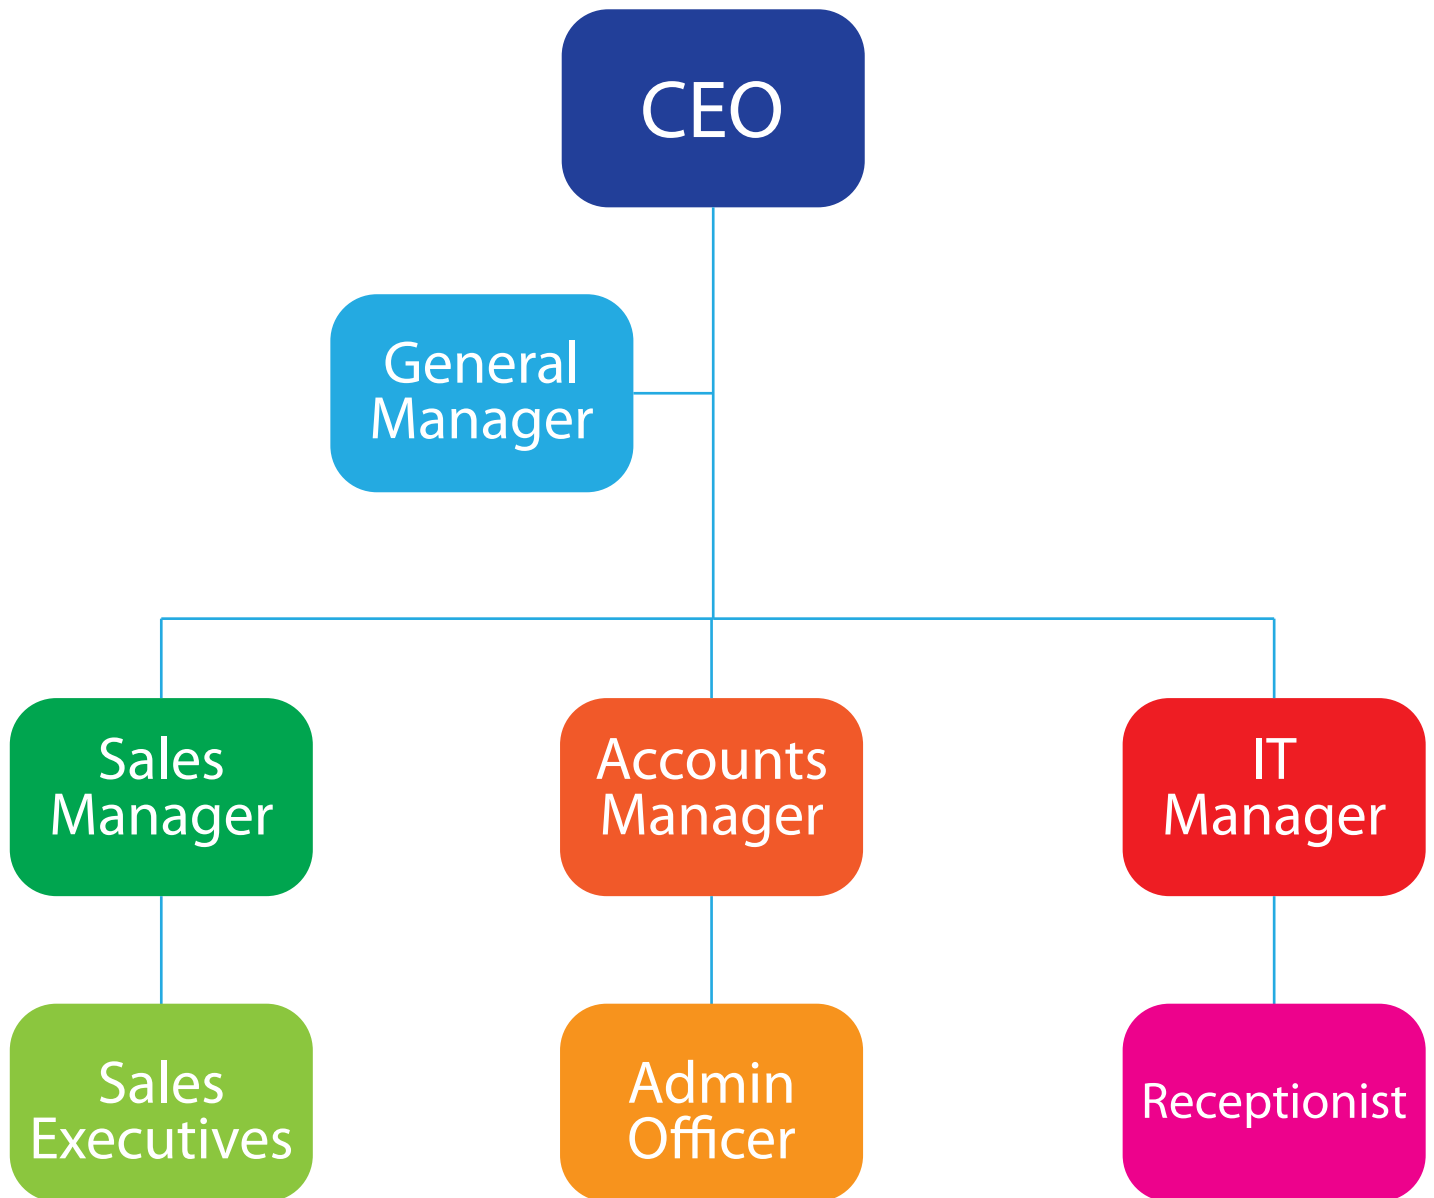 CEO
General
Manager
Sales
Manager
Accounts
Manager
IT
Manager
Sales
Executives
Admin
Officer
Receptionist